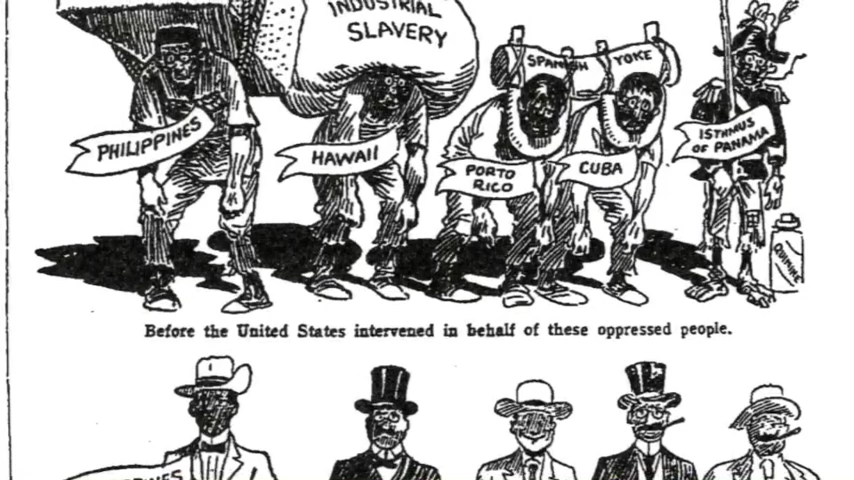 INDUSTRIAL
SLAVERY
SPANISH YOKE
PHILIPPINES
HAWAII
PORTO
RICO
CUBA
ISTHMUS
OF PANAMA
QUININE
Before the United States intervened in behalf of these oppressed people.